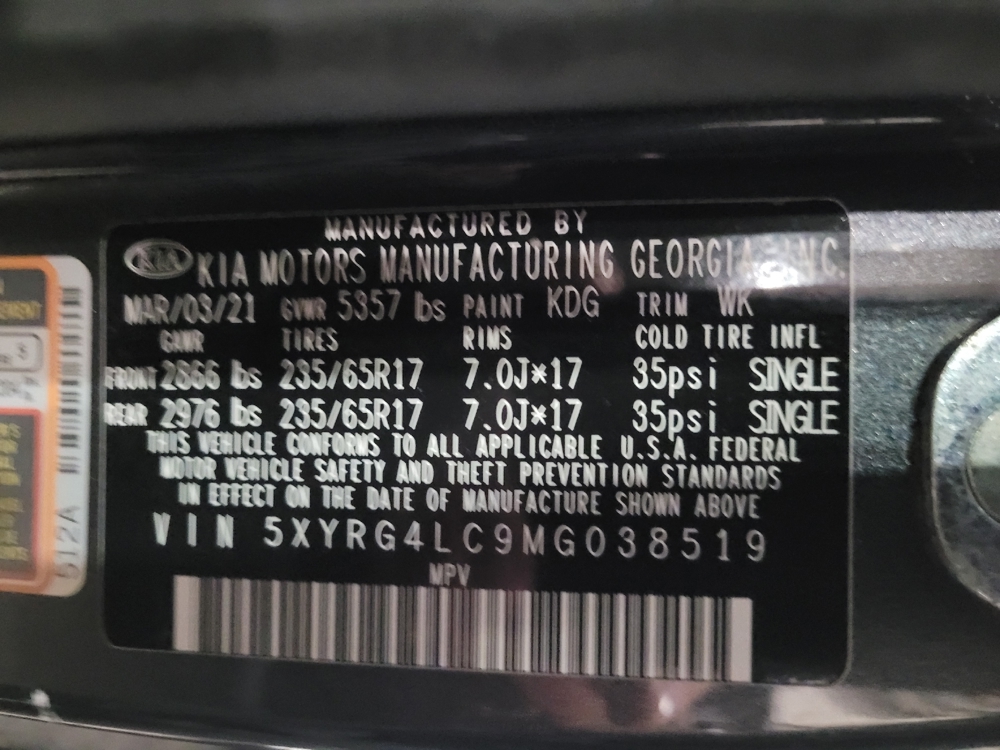 MANUFACTURED BY
KIA KIA MOTORS MANUFACTURING GEORGIA, INC.
MAR/03/21 GVWR 5357 lbs PAINT KDG TRIM WK
GAWR TIRES RIMS COLD TIRE INFL
FRONT 2866 lbs 235/65R17 7.0J*17 35psi SINGLE
REAR 2976 lbs 235/65R17 7.0J*17 35psi SINGLE
THIS VEHICLE CONFORMS TO ALL APPLICABLE U.S.A. FEDERAL
MOTOR VEHICLE SAFETY AND THEFT PREVENTION STANDARDS
IN EFFECT ON THE DATE OF MANUFACTURE SHOWN ABOVE
VIN 5XYRG4LC9MG038519
MPV
512A